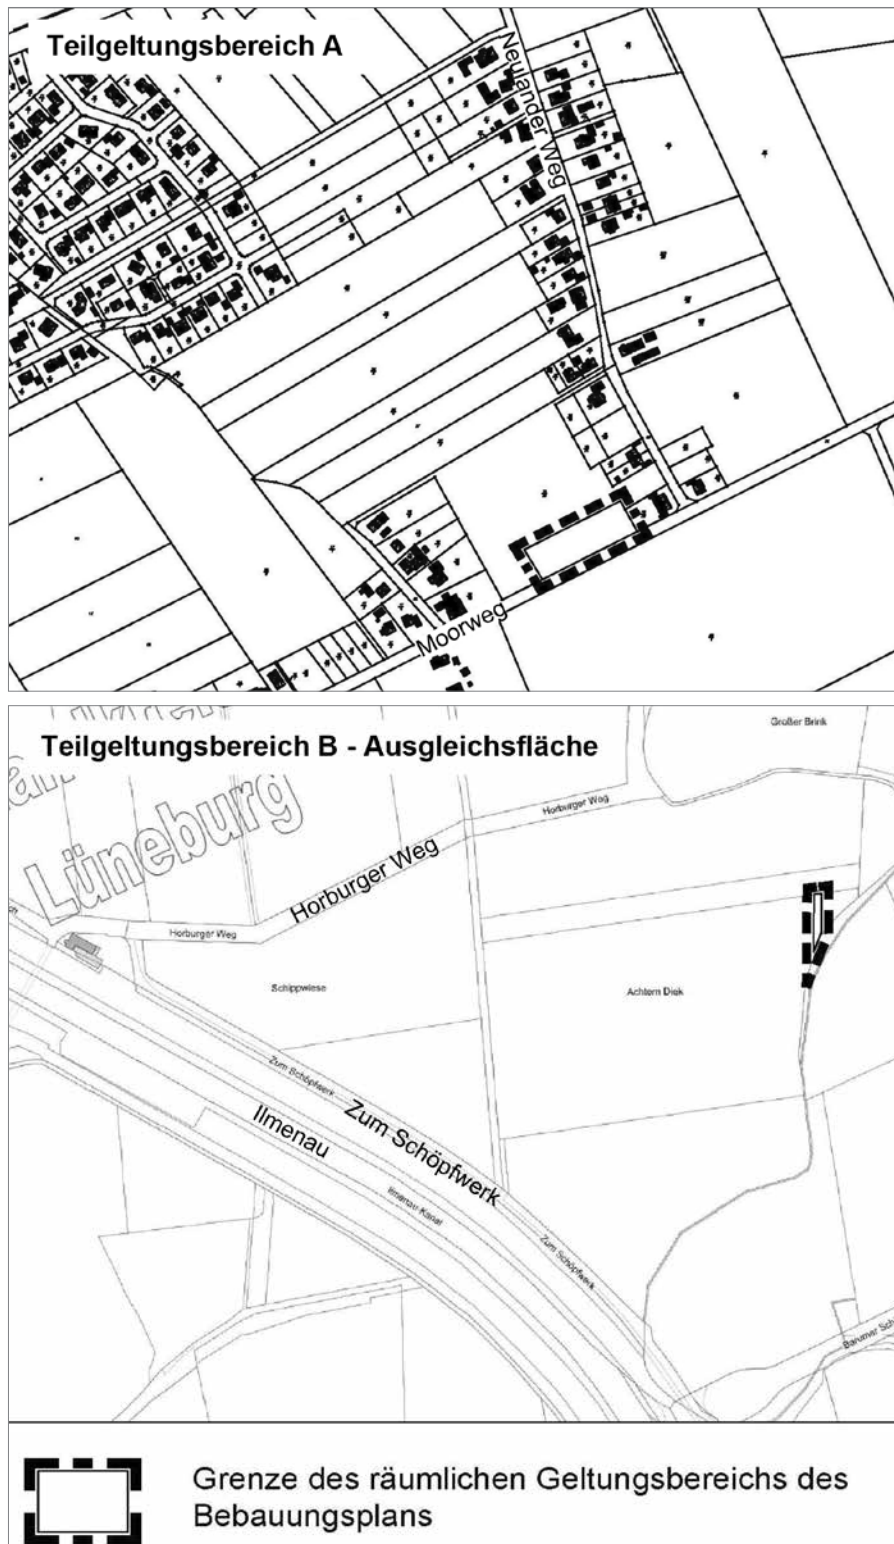 Teilgeltungsbereich A
Neulander Weg
Moorweg
Teilgeltungsbereich B - Ausgleichsfläche
Großer Brink
Lüneburg
Horburger Weg
Horburger Weg
Horburger Weg
Schippwiese
Achtern Diek
Zum Schöpfwerk
Zum Schöpfwerk
Ilmenau
Ilmenau-Kanal
Zum Schöpfwerk
Barumer
Grenze des räumlichen Geltungsbereichs des
Bebauungsplans